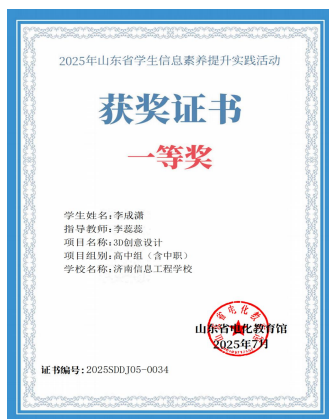 2025年山东省学生信息素养提升实践活动
获奖证书
一等奖
学生姓名:李成潇
指导教师:李蕊蕊
项目名称:3D创意设计
项目组别:高中组（含中职）
学校名称:济南信息工程学校
山东省电化教育馆
2025年7月
证书编号:2025SDDJ05-0034